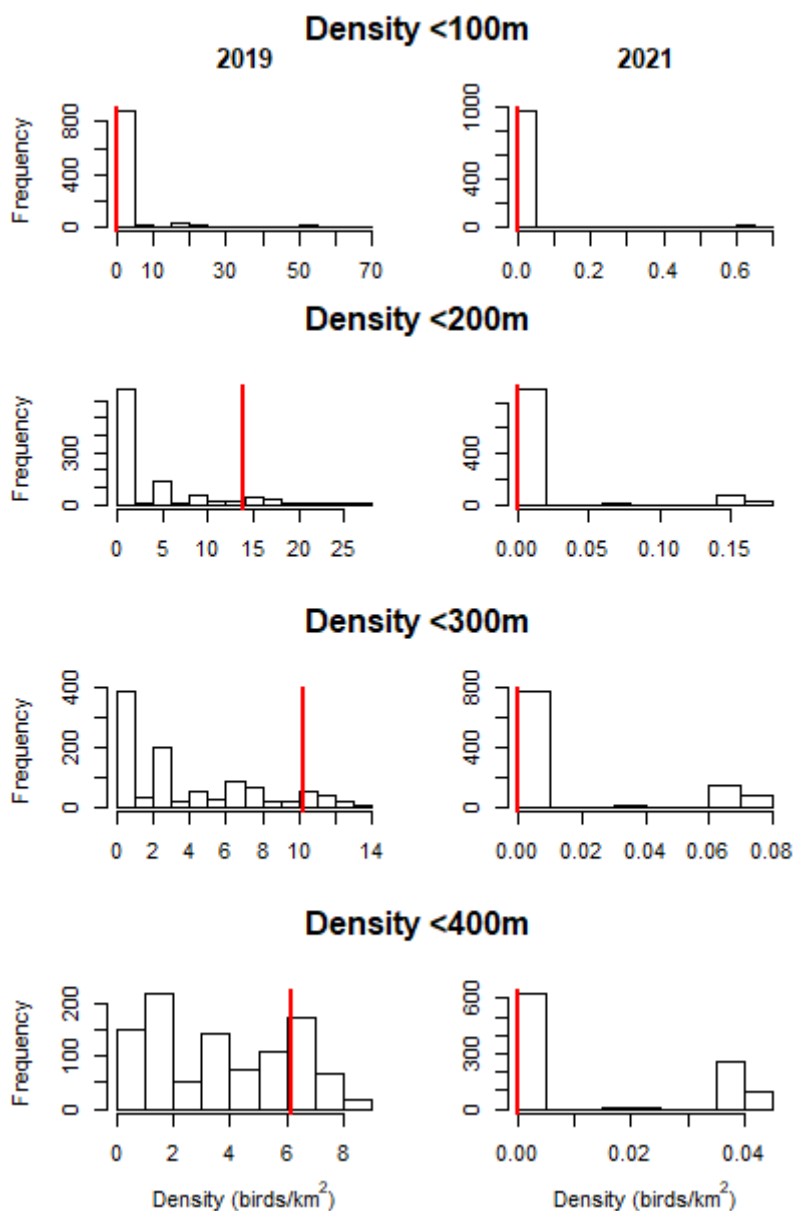 Density <100m
2019 2021
Frequency
0 400 800
0 10 30 50 70
0 400 1000
0.0 0.2 0.4 0.6
Density <200m
Frequency
0 300
0 5 10 15 20 25
0 400
0.00 0.05 0.10 0.15
Density <300m
Frequency
0 200 400
0 2 4 6 8 10 14
0 400 800
0.00 0.02 0.04 0.06 0.08
Density <400m
Frequency
0 100 200
0 2 4 6 8
0 300 600
0.00 0.02 0.04
Density (birds/km²) Density (birds/km²)